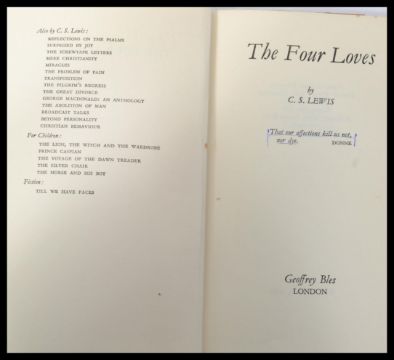 Also by C. S. Lewis:
REFLECTIONS ON THE PSALMS
SURPRISED BY JOY
THE SCREWTAPE LETTERS
MERE CHRISTIANITY
MIRACLES
THE PROBLEM OF PAIN
TRANSPOSITION
THE PILGRIM'S REGRESS
THE GREAT DIVORCE
GEORGE MACDONALD: AN ANTHOLOGY
THE ABOLITION OF MAN
BROADCAST TALKS
BEYOND PERSONALITY
CHRISTIAN BEHAVIOUR
For Children:
THE LION, THE WITCH AND THE WARDROBE
PRINCE CASPIAN
THE VOYAGE OF THE DAWN TREADER
THE SILVER CHAIR
THE HORSE AND HIS BOY
Fiction:
TILL WE HAVE FACES
The Four Loves
by
C. S. LEWIS
'That our affections kill us not,
nor dye.'
DONNE
Geoffrey Bles
LONDON